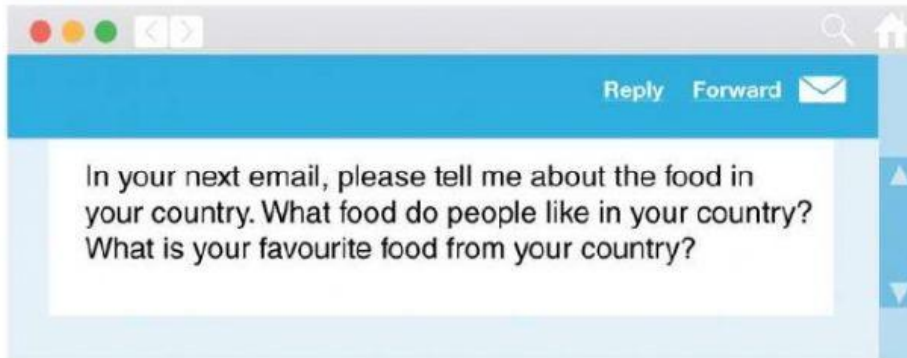 Reply Forward
In your next email, please tell me about the food in
your country. What food do people like in your country?
What is your favourite food from your country?